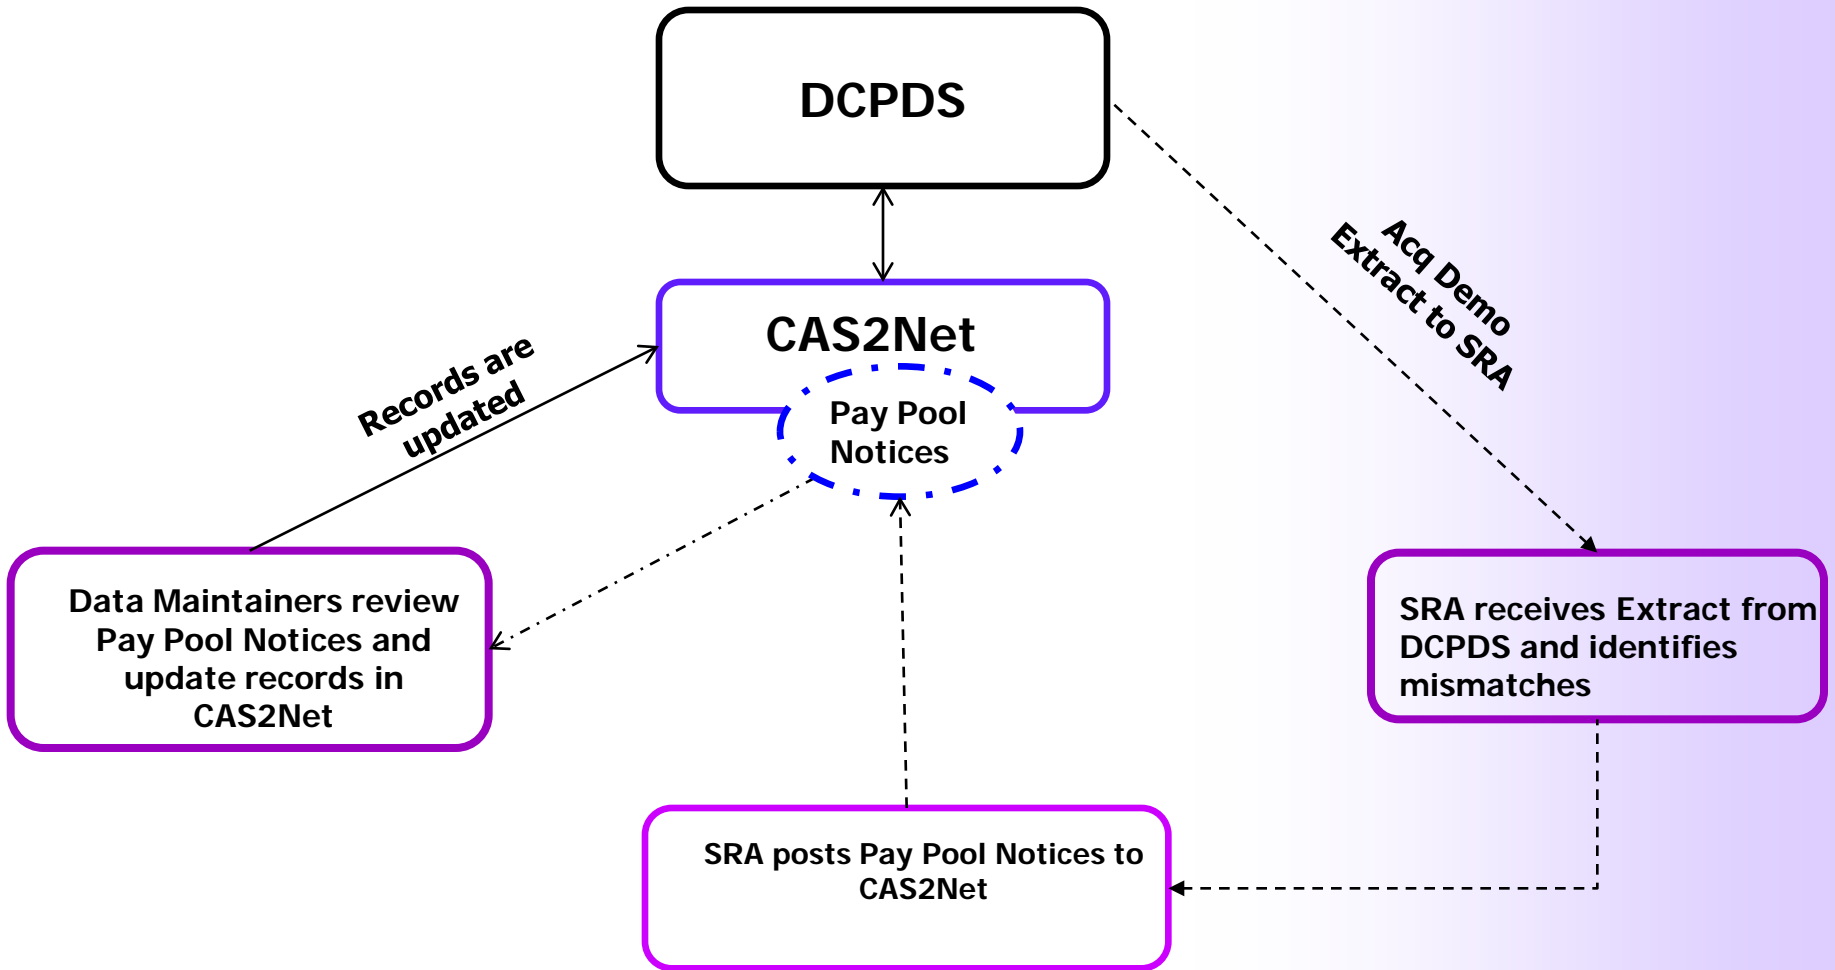 DCPDS
Acq Demo
Extract to SRA
CAS2Net
Records are
updated
Pay Pool
Notices
Data Maintainers review
Pay Pool Notices and
update records in
CAS2Net
SRA receives Extract from
DCPDS and identifies
mismatches
SRA posts Pay Pool Notices to
CAS2Net